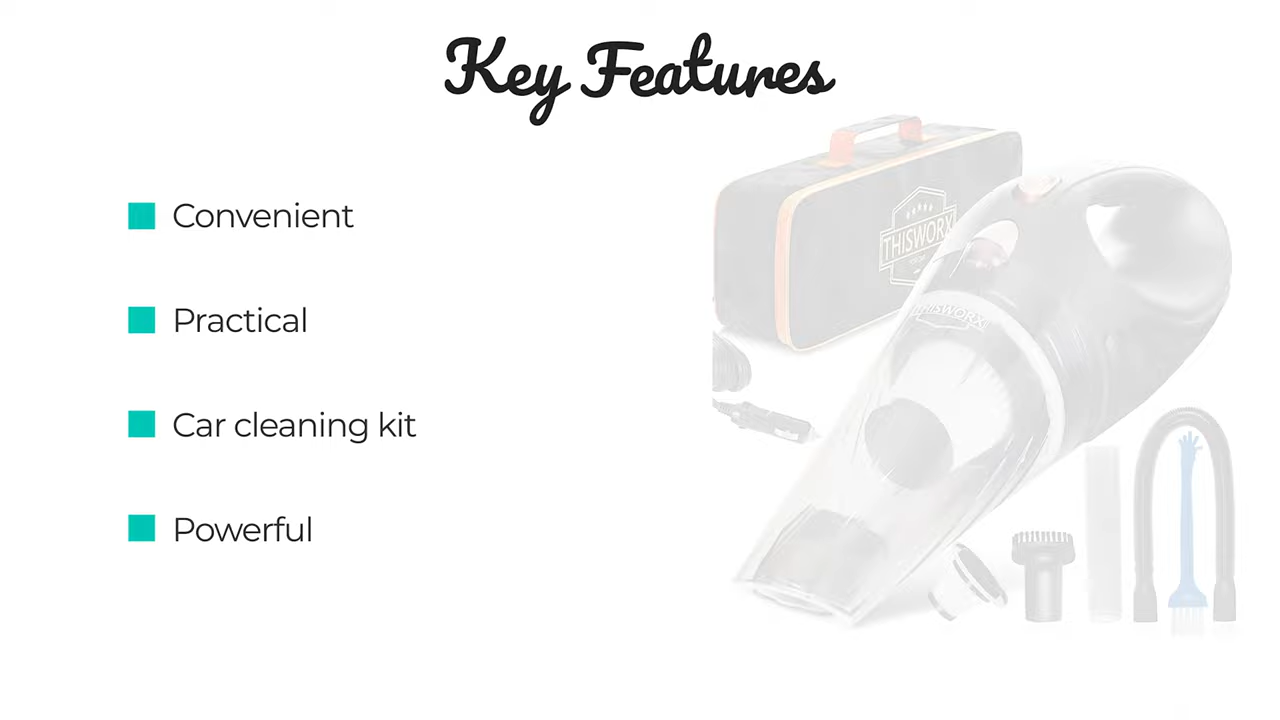 Key Features
Convenient
Practical
Car cleaning kit
Powerful
THISWORX
THISWORX